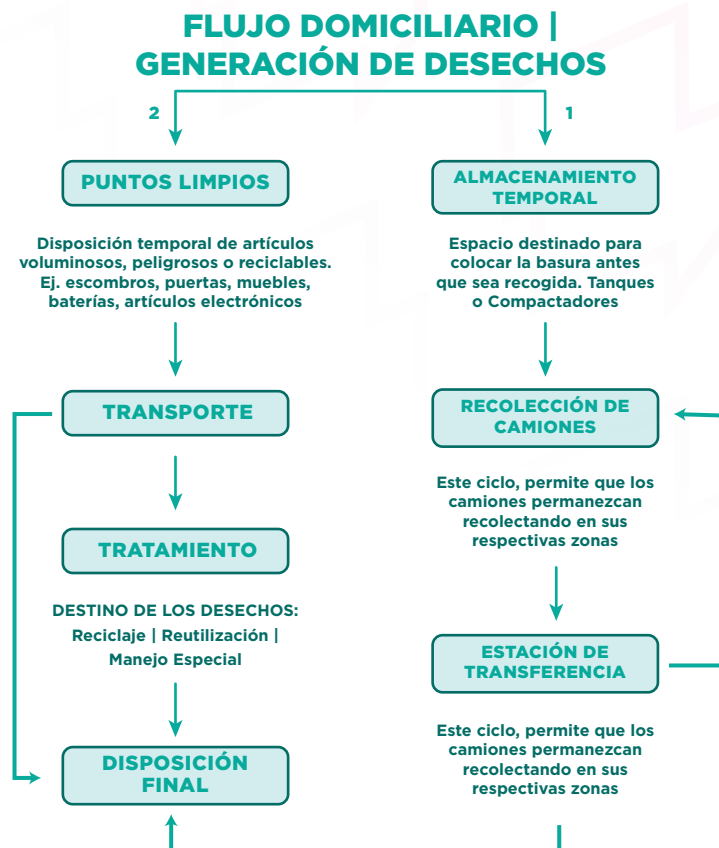 FLUJO DOMICILIARIO |
GENERACIÓN DE DESECHOS
2
PUNTOS LIMPIOS
Disposición temporal de artículos
voluminosos, peligrosos o reciclables.
Ej. escombros, puertas, muebles,
baterías, artículos electrónicos
TRANSPORTE
TRATAMIENTO
DESTINO DE LOS DESECHOS:
Reciclaje | Reutilización |
Manejo Especial
DISPOSICIÓN
FINAL
1
ALMACENAMIENTO
TEMPORAL
Espacio destinado para
colocar la basura antes
que sea recogida. Tanques
o Compactadores
RECOLECCIÓN DE
CAMIONES
Este ciclo, permite que los
camiones permanezcan
recolectando en sus
respectivas zonas
ESTACIÓN DE
TRANSFERENCIA
Este ciclo, permite que los
camiones permanezcan
recolectando en sus
respectivas zonas